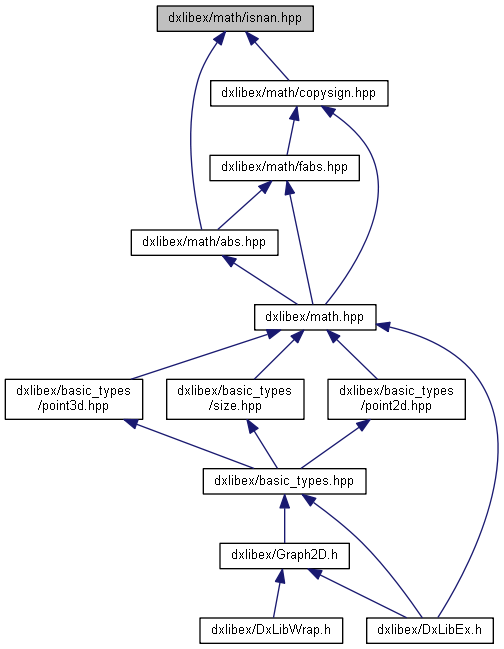 dxlibex/math/isnan.hpp
dxlibex/math/copysign.hpp
dxlibex/math/fabs.hpp
dxlibex/math/abs.hpp
dxlibex/math.hpp
dxlibex/basic_types
/point3d.hpp
dxlibex/basic_types
/size.hpp
dxlibex/basic_types
/point2d.hpp
dxlibex/basic_types.hpp
dxlibex/Graph2D.h
dxlibex/DxLibWrap.h
dxlibex/DxLibEx.h